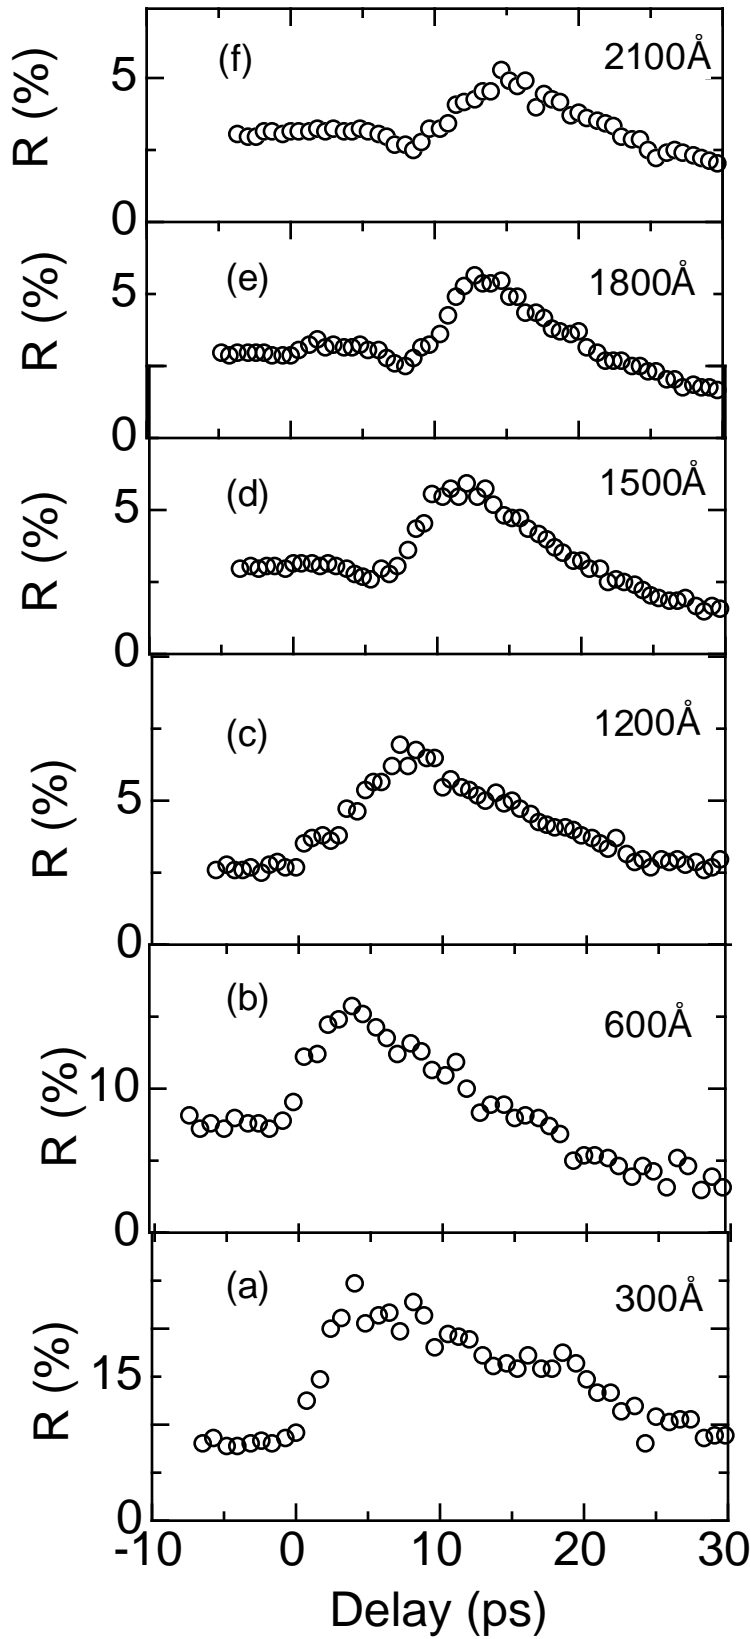 (f) 2100Å
5
R (%)
0
(e) 1800Å
5
R (%)
0
(d) 1500Å
5
R (%)
0
(c) 1200Å
5
R (%)
0
(b) 600Å
10
R (%)
0
(a) 300Å
15
R (%)
0
-10 0 10 20 30
Delay (ps)